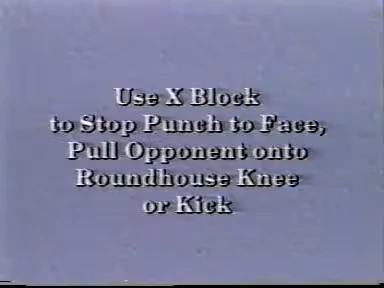 Use X Block
to Stop Punch to Face,
Pull Opponent onto
Roundhouse Knee
or Kick